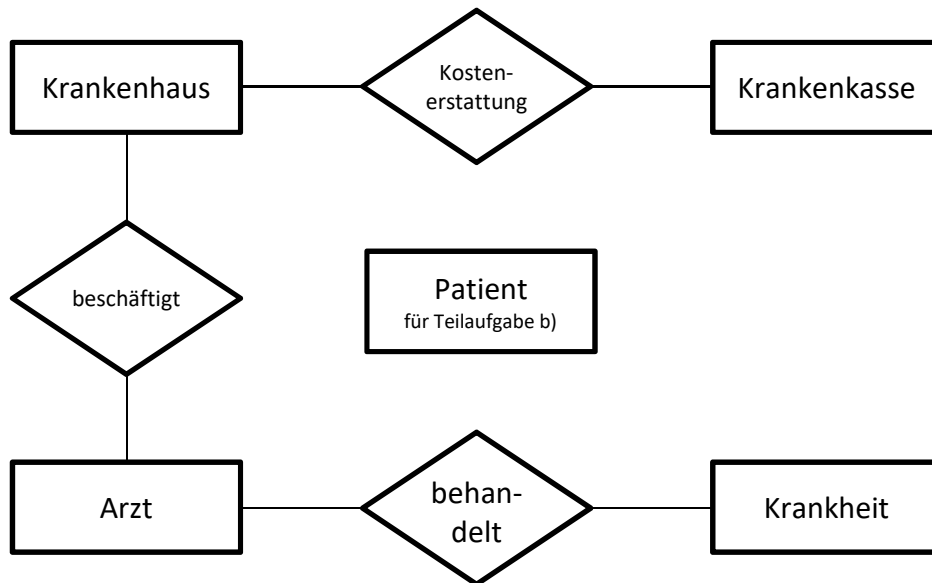 Krankenhaus
Kosten-
erstattung
Krankenkasse
beschäftigt
Patient
für Teilaufgabe b)
Arzt
behan-
delt
Krankheit